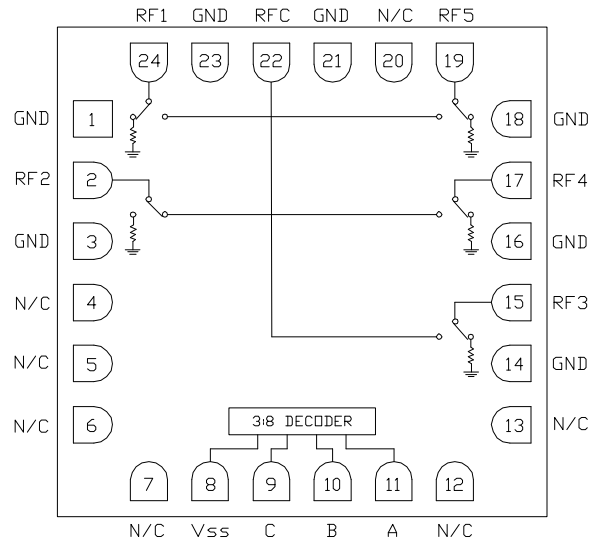 RF1 GND RFC GND N/C RF5
24 23 22 21 20 19
GND 1 18 GND
RF2 2 17 RF4
GND 3 16 GND
N/C 4 15 RF3
N/C 5 14 GND
N/C 6 13 N/C
3:8 DECODER
7 8 9 10 11 12
N/C Vss C B A N/C